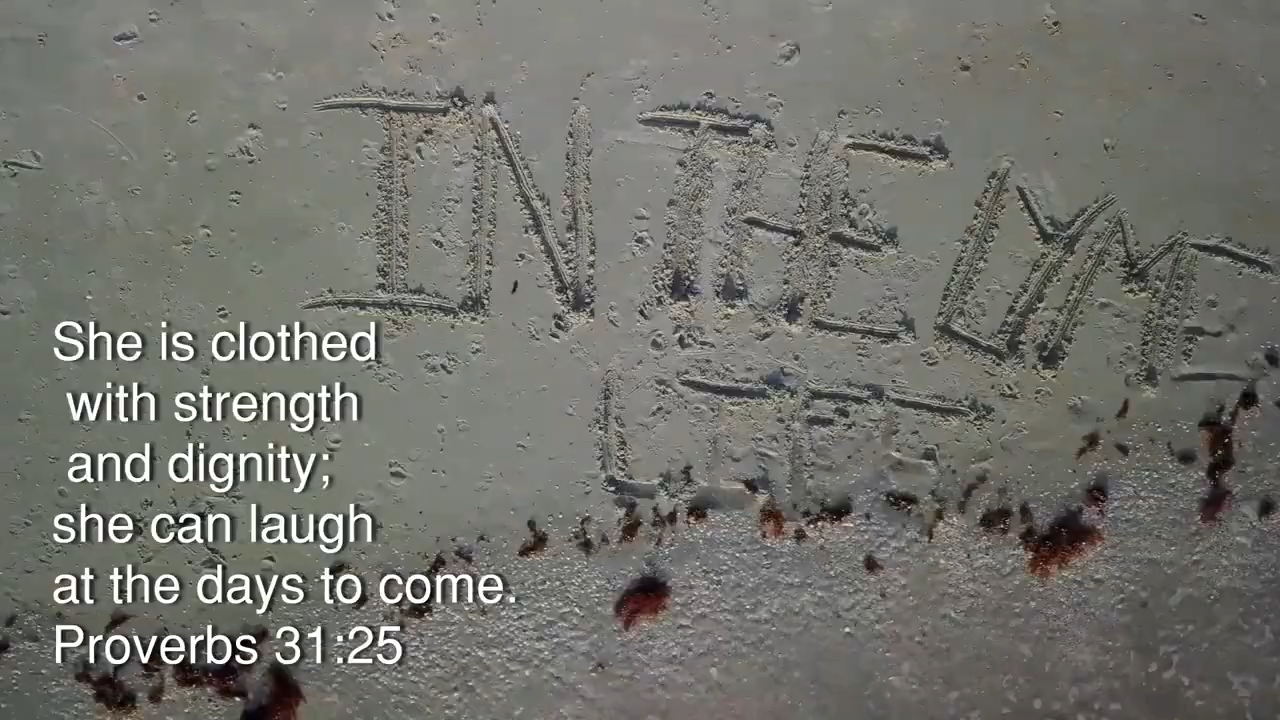 IN THE
She is clothed
with strength
and dignity;
she can laugh
at the days to come.
Proverbs 31:25